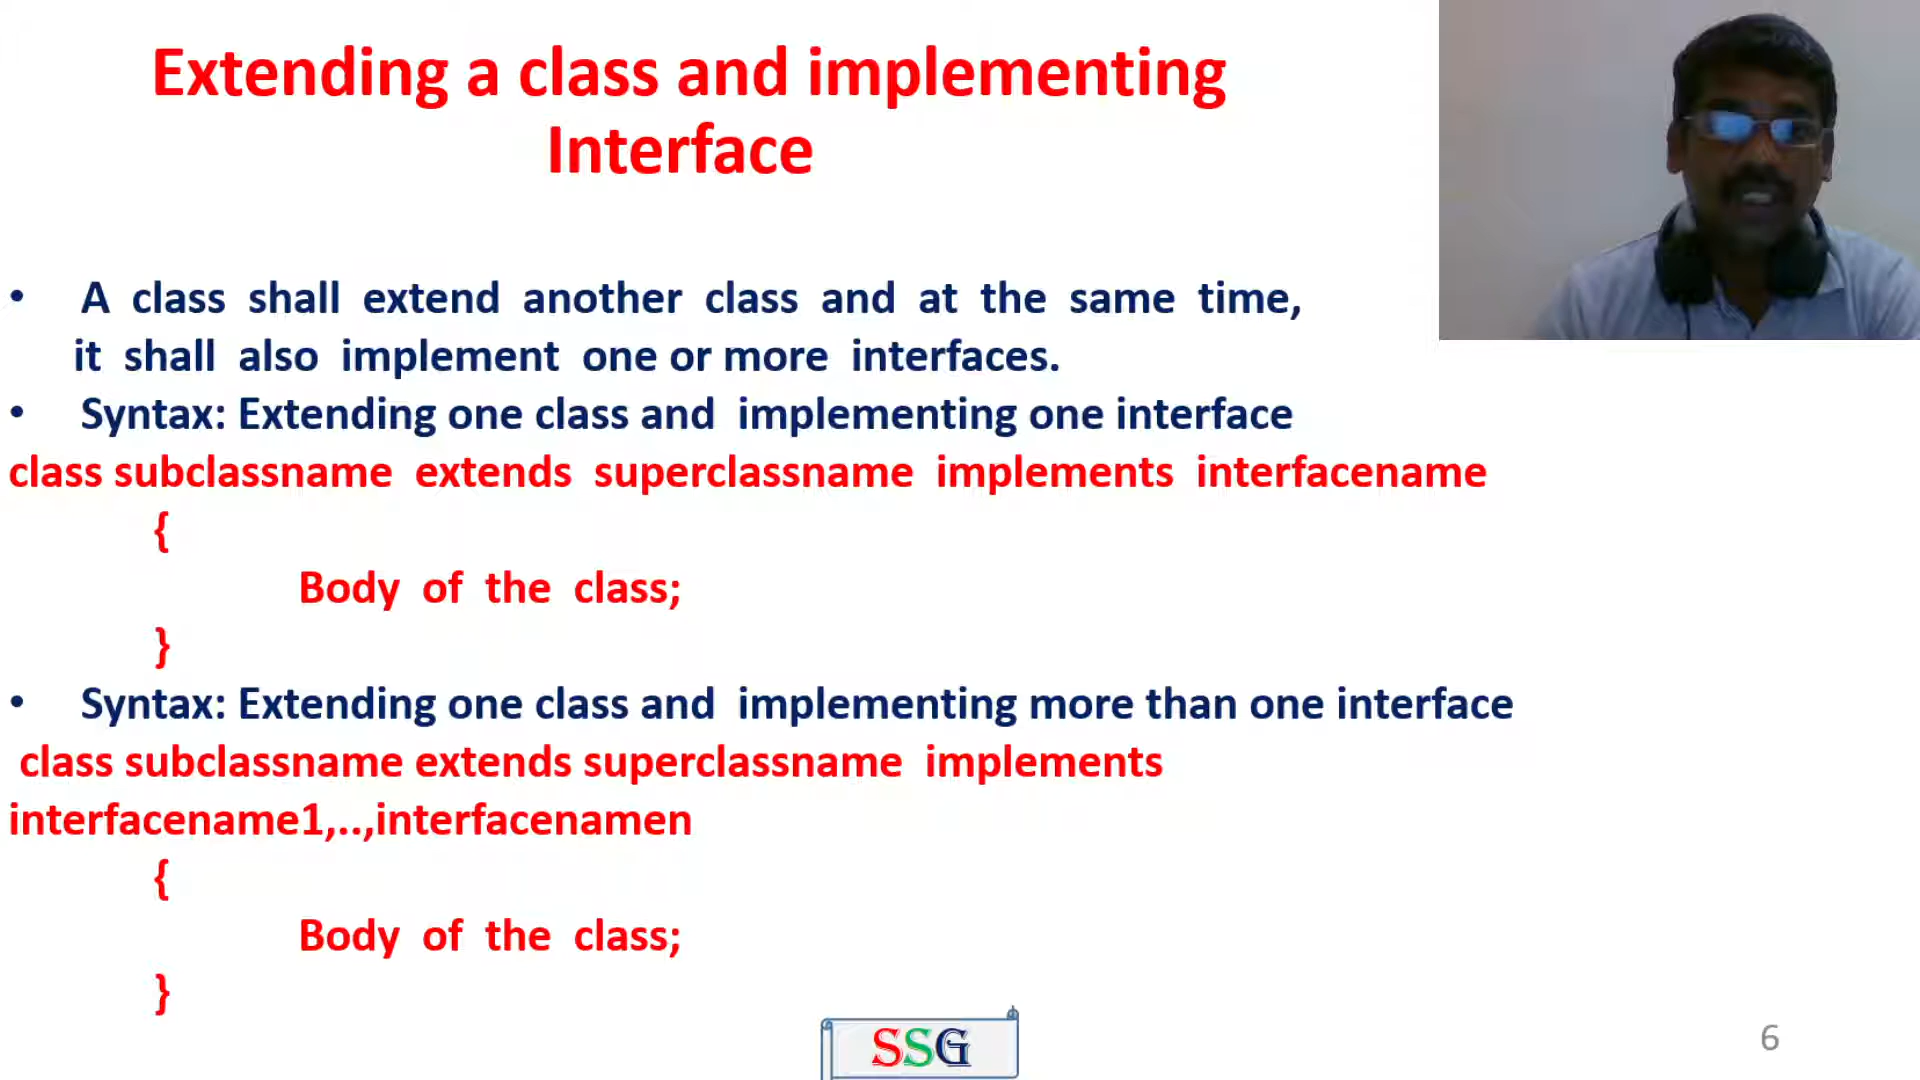 Extending a class and implementing
Interface
• A class shall extend another class and at the same time,
it shall also implement one or more interfaces.
• Syntax: Extending one class and implementing one interface
class subclassname extends superclassname implements interfacename
{
Body of the class;
}
• Syntax: Extending one class and implementing more than one interface
class subclassname extends superclassname implements
interfacename1,..,interfacenamen
{
Body of the class;
}
SSG
6